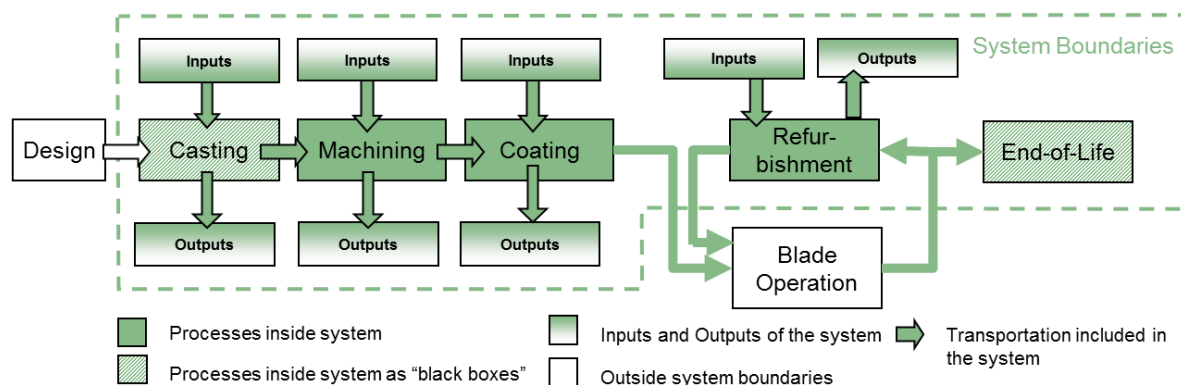 System Boundaries
Inputs
Inputs
Inputs
Inputs
Outputs
Design
Casting
Machining
Coating
Refur-
bishment
End-of-Life
Outputs
Outputs
Outputs
Blade
Operation
Processes inside system
Inputs and Outputs of the system
Transportation included in
the system
Processes inside system as “black boxes”
Outside system boundaries